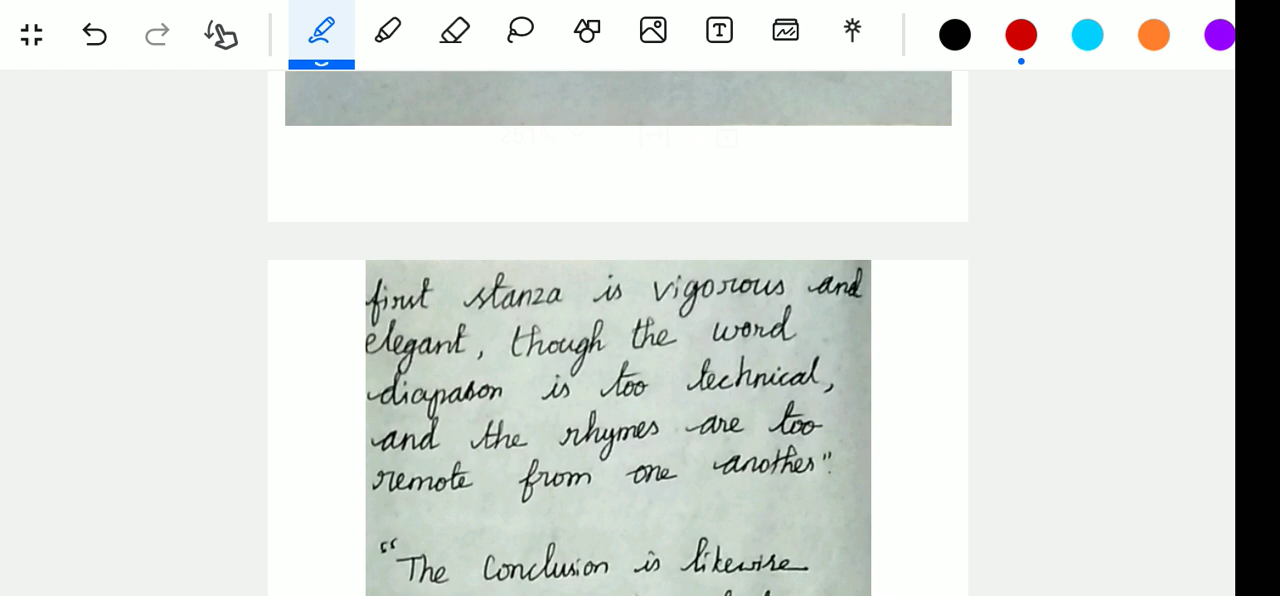 first stanza is vigorous and
elegant, though the word
diapason is too technical,
and the rhymes are too
remote from one another"
"The Conclusion is likewise